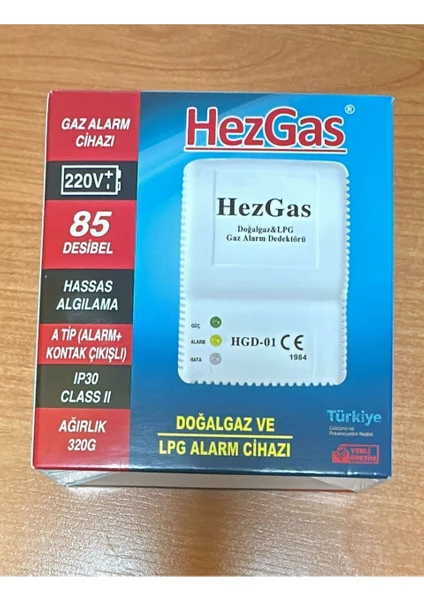 GAZ ALARM
CİHAZI
220V
85
DESİBEL
HASSAS
ALGILAMA
A TİP (ALARM+
KONTAK ÇIKIŞLI)
IP30
CLASS II
AĞIRLIK
320G
HezGas®
HezGas
Doğalgaz&LPG
Gaz Alarm Dedektörü
GÜÇ
ALARM
HATA
HGD-01 CE
1984
Türkiye
DOĞALGAZ VE
LPG ALARM CİHAZI
YERLİ
ÜRETİM